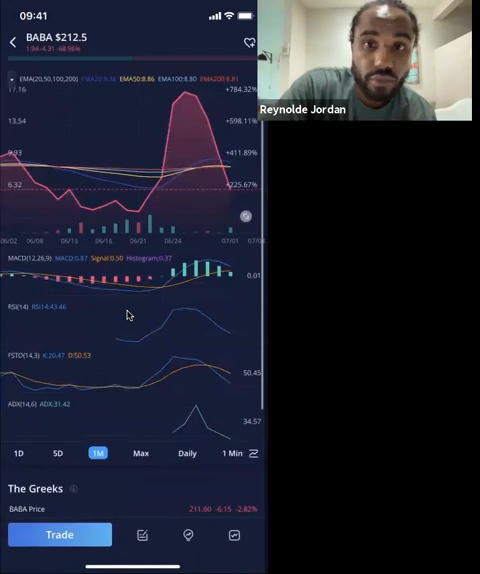 09:41
BABA $212.5
1.94 -4.31 -68.96%
EMA(20,50,100,200) EMA50:8.86 EMA100:8.80 EMA200:8.81
17.16 +784.32%
13.54 +598.11%
9.93 +411.89%
6.32 +225.67%
06/02 06/08 06/13 06/16 06/21 06/24 07/01
MACD(12,26,9) MACD:0.87 Signal:0.50 Histogram:0.37
0.01
RSI(14) RSI14:43.46
FSTO(14,3) K:20.47 D:50.53
50.45
ADX(14,6) ADX:31.42
34.57
1D 5D 1M Max Daily 1 Min
The Greeks
BABA Price 211.60 -6.15 -2.82%
Trade
Reynolde Jordan